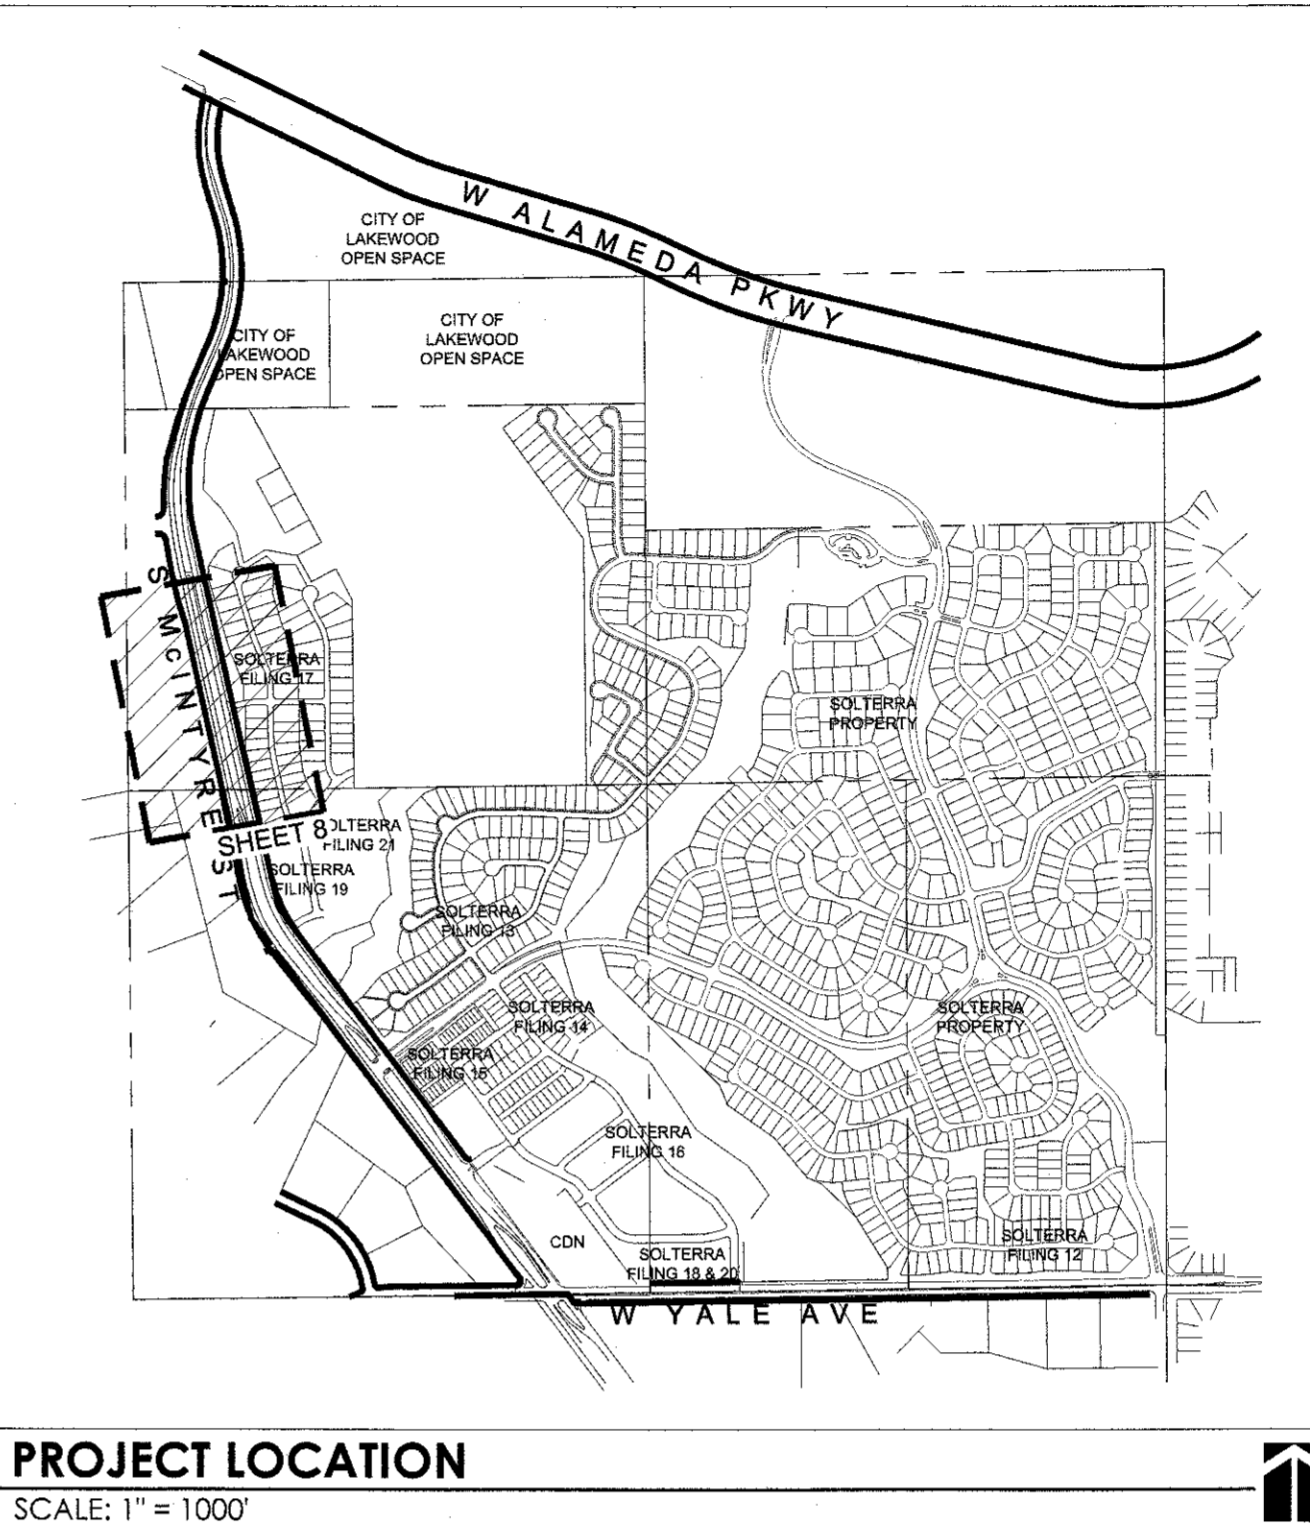 W ALAMEDA PKWY
CITY OF
LAKEWOOD
OPEN SPACE
CITY OF
LAKEWOOD
OPEN SPACE
CITY OF
LAKEWOOD
OPEN SPACE
S MCINTYRE ST
SOLTERRA
FILING 17
SOLTERRA
PROPERTY
SHEET 8
OLTERRA
FILING 21
SOLTERRA
FILING 19
SOLTERRA
FILING 13
SOLTERRA
FILING 14
SOLTERRA
PROPERTY
SOLTERRA
FILING 15
SOLTERRA
FILING 16
CDN
SOLTERRA
FILING 18 & 20
SOLTERRA
FILING 12
W YALE AVE
PROJECT LOCATION
SCALE: 1" = 1000'